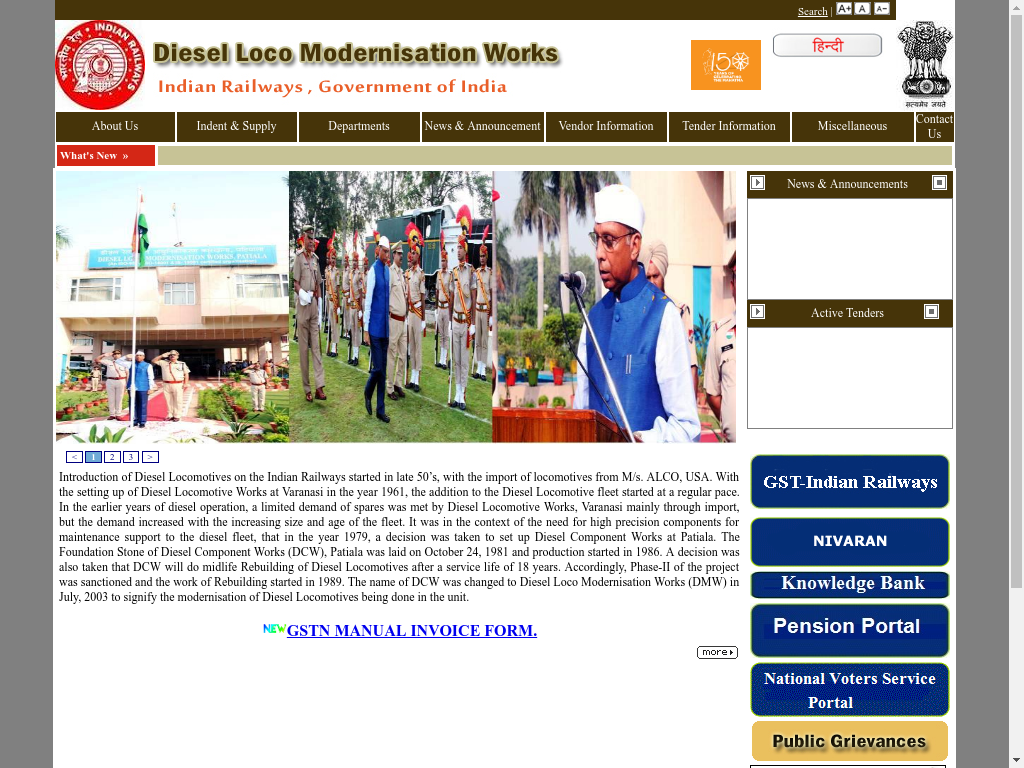 Search |
A+ A A-
INDIAN RAILWAYS
भारतीय रेल
Diesel Loco Modernisation Works
Indian Railways , Government of India
150
YEARS OF
CELEBRATING
THE MAHATMA
हिन्दी
सत्यमेव जयते
About Us
Indent & Supply
Departments
News & Announcement
Vendor Information
Tender Information
Miscellaneous
Contact
Us
What's New »
DIESEL LOCO MODERNISATION WORKS, PATIALA
News & Announcements
Active Tenders
< 1 2 3 >
Introduction of Diesel Locomotives on the Indian Railways started in late 50’s, with the import of locomotives from M/s. ALCO, USA. With
the setting up of Diesel Locomotive Works at Varanasi in the year 1961, the addition to the Diesel Locomotive fleet started at a regular pace.
In the earlier years of diesel operation, a limited demand of spares was met by Diesel Locomotive Works, Varanasi mainly through import,
but the demand increased with the increasing size and age of the fleet. It was in the context of the need for high precision components for
maintenance support to the diesel fleet, that in the year 1979, a decision was taken to set up Diesel Component Works at Patiala. The
Foundation Stone of Diesel Component Works (DCW), Patiala was laid on October 24, 1981 and production started in 1986. A decision was
also taken that DCW will do midlife Rebuilding of Diesel Locomotives after a service life of 18 years. Accordingly, Phase-II of the project
was sanctioned and the work of Rebuilding started in 1989. The name of DCW was changed to Diesel Loco Modernisation Works (DMW) in
July, 2003 to signify the modernisation of Diesel Locomotives being done in the unit.
NEW GSTN MANUAL INVOICE FORM.
more
GST-Indian Railways
NIVARAN
Knowledge Bank
Pension Portal
National Voters Service
Portal
Public Grievances